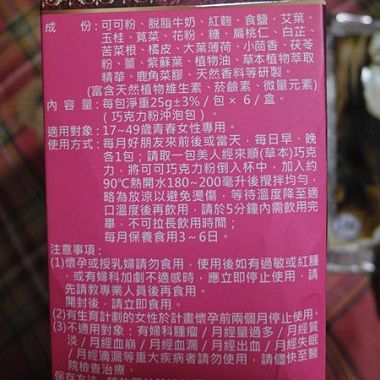 成　　份：可可粉、脫脂牛奶、紅麴、食鹽、艾葉、
玉桂、莧菜、花粉、糖、扁桃仁、白芷、
苦菜根、橘皮、大葉薄荷、小茴香、茯苓
粉、薑、紫蘇葉、植物油、草本植物萃取
精華、鹿角菜膠、天然香料等研製。
(富含天然植物維生素、菸鹼素、微量元素)
內 容 量：每包淨重25g±3%/包 × 6/盒。
(巧克力粉沖泡包)。
適用對象：17~49歲青春女性專用。
使用方式：每月好朋友來前後或當天，每日早、晚
各1包；請取一包美人經來順(草本)巧克
力，將可可巧克力粉倒入杯中，加入約
90℃熱開水180~200毫升後攪拌均勻，
略為放涼以避免燙傷，等待溫度降至適
口溫度後再飲用，請於5分鐘內需飲用完
畢，不可拉長飲用時間；
每月保養食用3~6日。
注意事項：
(1)懷孕或授乳婦請勿食用，使用後如有過敏或紅腫
，或有婦科加劇不適感時，應立即停止使用，請
先請教專業人員後再食用。
開封後，請立即食用。
(2)有生育計劃的女性於計畫懷孕前兩個月停止使用。
(3)不適用對象：有婦科腫瘤/月經量過多/月經質
淡/月經血崩/月經血漏/月經出血/月經失眠
/月經滴漏等重大疾病者請勿使用，請儘快至醫
院檢查治療。